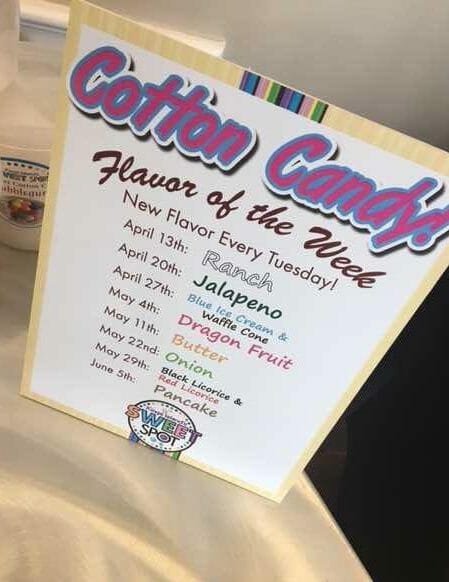 Cotton Candy!
Flavor of the Week
New Flavor Every Tuesday!
April 13th: Ranch
April 20th: Jalapeno
April 27th: Blue Ice Cream &
Waffle Cone
May 4th: Dragon Fruit
May 11th: Butter
May 22nd: Onion
May 29th: Black Licorice &
Red Licorice
June 5th: Pancake
SWEET
SPOT